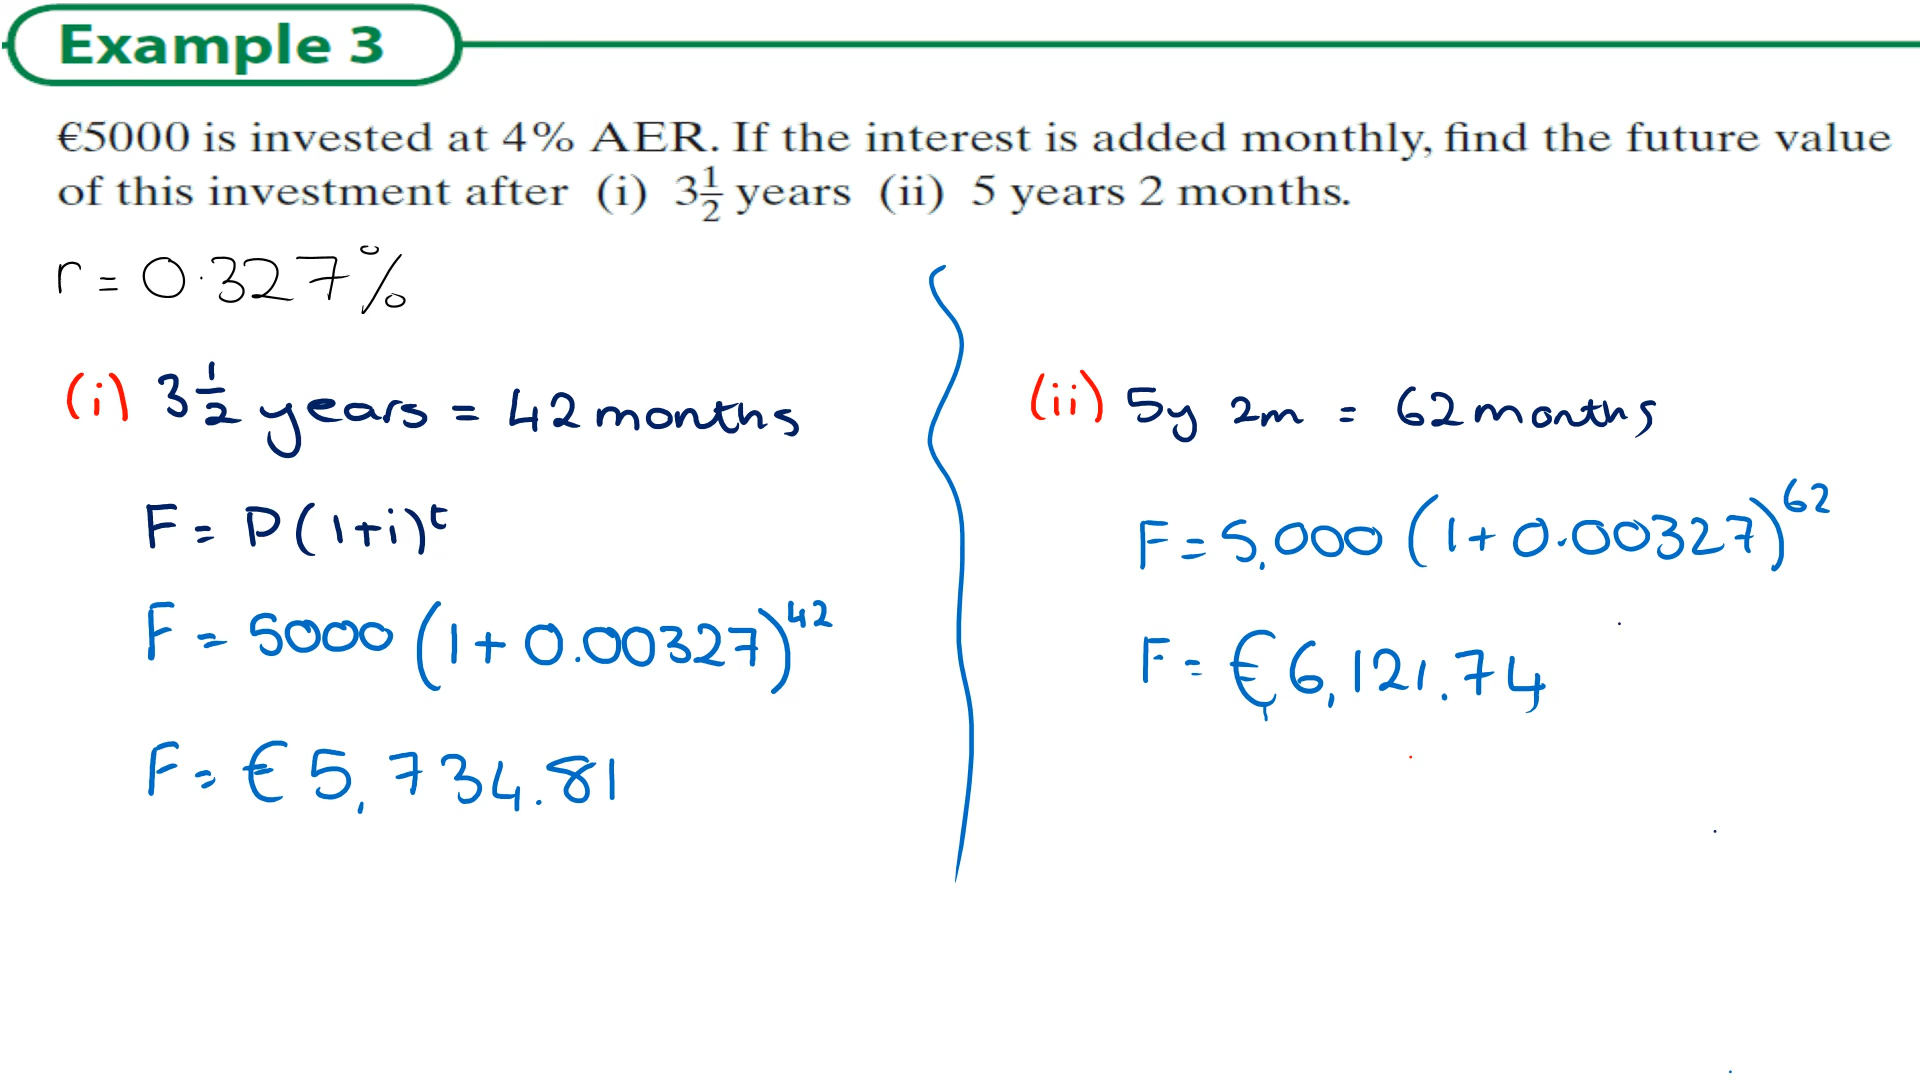 Example 3
€5000 is invested at 4% AER. If the interest is added monthly, find the future value
of this investment after (i) 3½ years (ii) 5 years 2 months.
r = 0.327%
(i) 3½ years = 42 months
F = P(1+i)^t
F = 5000(1+0.00327)^42
F = €5,734.81
(ii) 5y 2m = 62 months
F = 5,000(1+0.00327)^62
F = €6,121.74